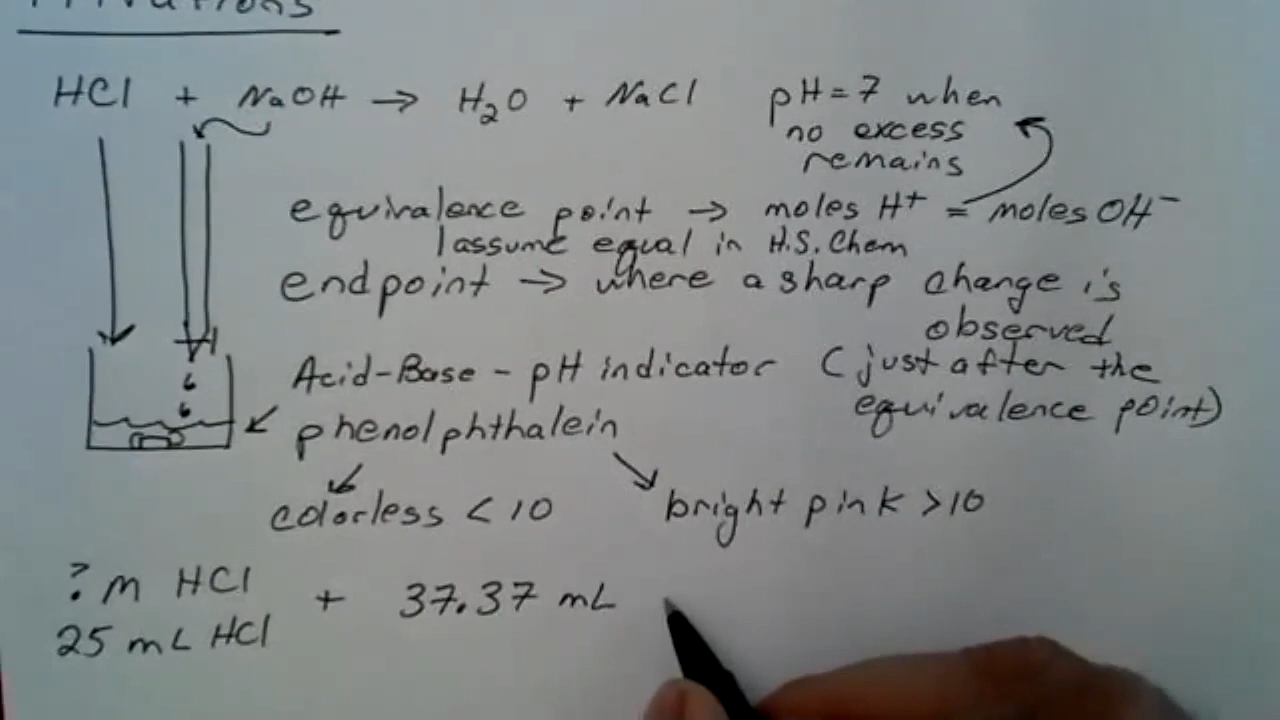 Titrations
HCl + NaOH → H₂O + NaCl pH = 7 when
no excess
remains
equivalence point → moles H⁺ = moles OH⁻
assume equal in H.S. Chem
endpoint → where a sharp change is
observed
Acid-Base - pH indicator (just after the
equivalence point)
phenolphthalein
colorless < 10 bright pink > 10
? M HCl + 37.37 mL
25 mL HCl